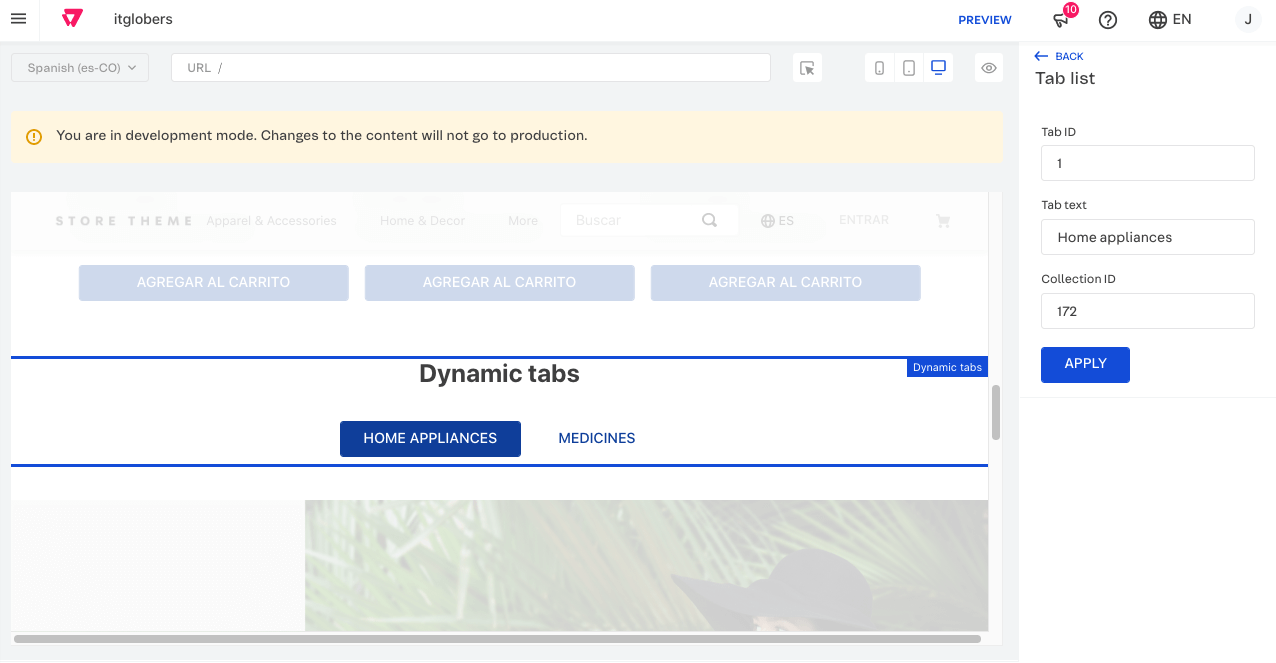 itglobers
PREVIEW
10
EN
J
Spanish (es-CO)
URL /
BACK
Tab list
You are in development mode. Changes to the content will not go to production.
Tab ID
1
Tab text
Home appliances
Collection ID
172
APPLY
STORE THEME Apparel & Accessories Home & Decor More Buscar ES ENTRAR
AGREGAR AL CARRITO AGREGAR AL CARRITO AGREGAR AL CARRITO
Dynamic tabs
Dynamic tabs
HOME APPLIANCES MEDICINES